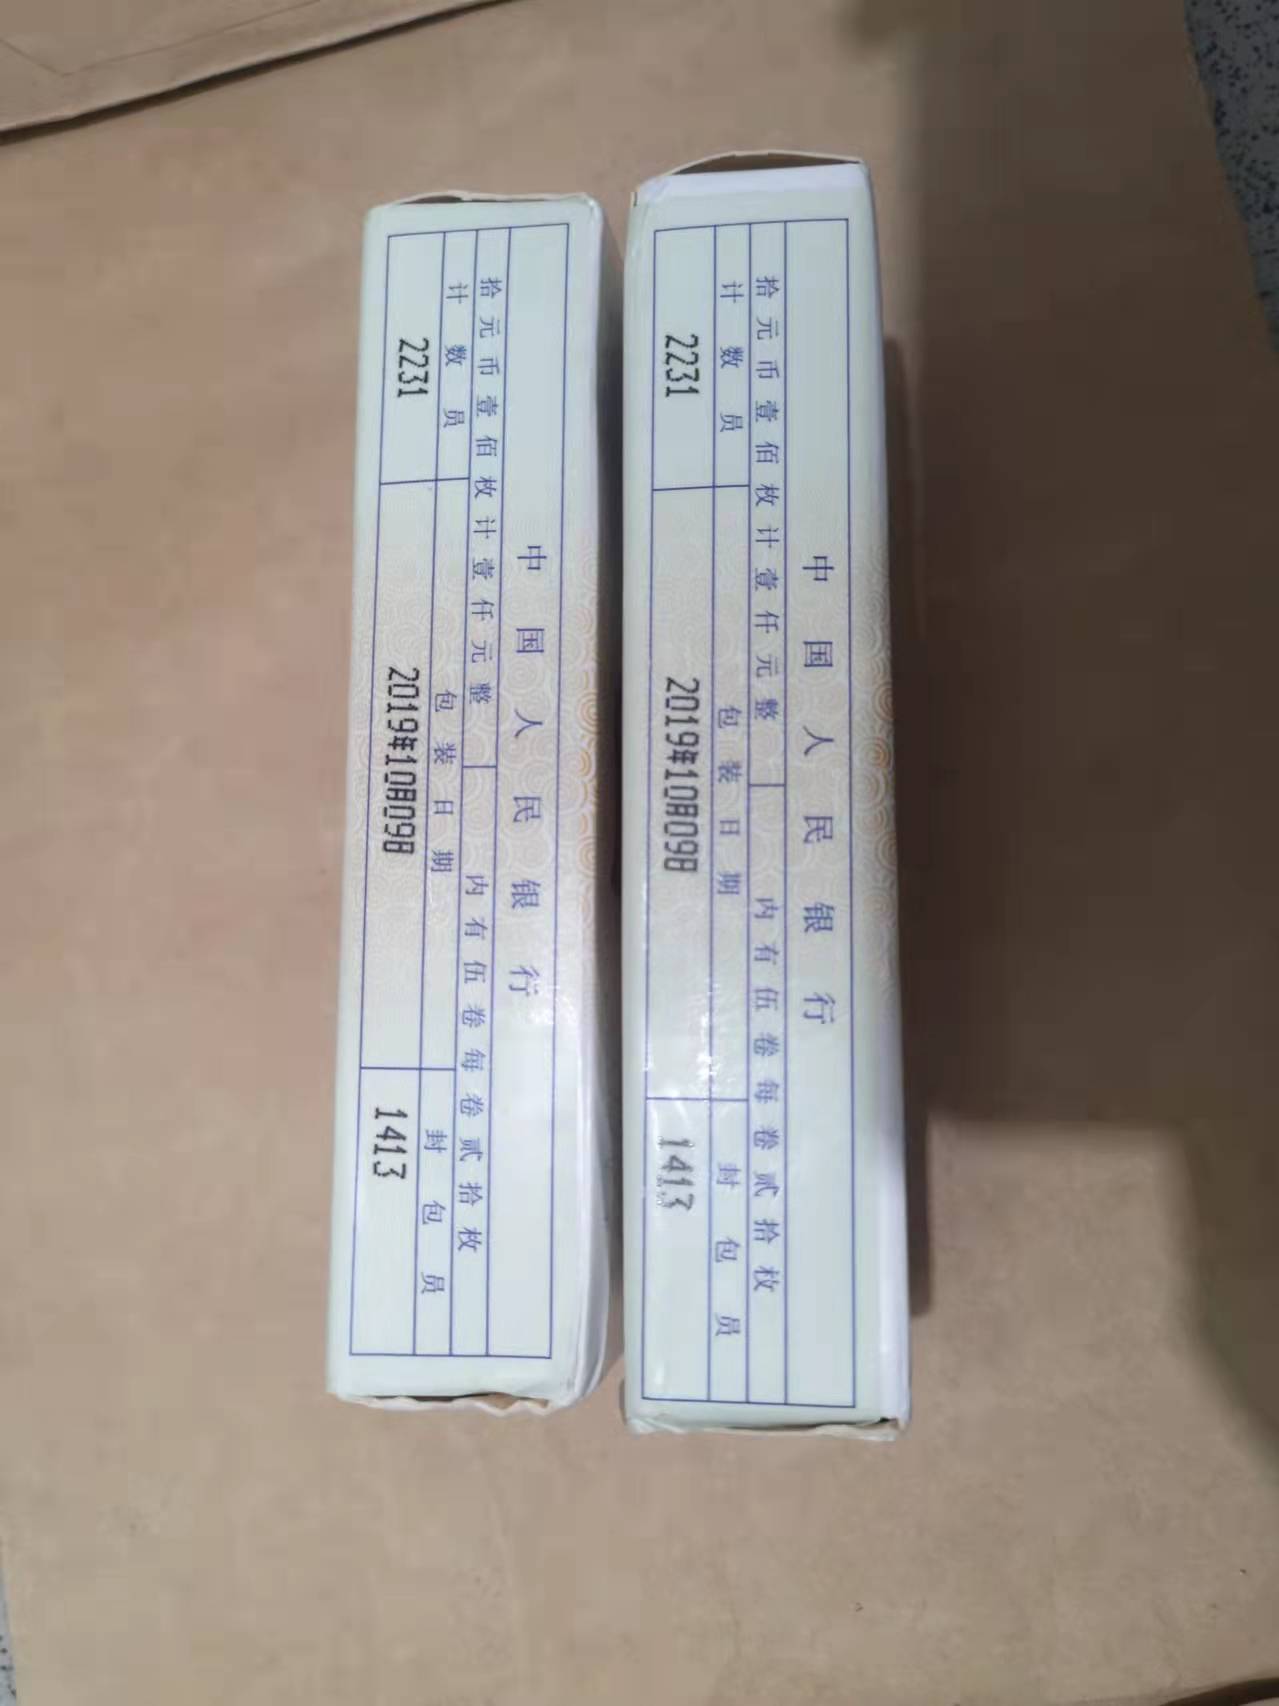 中国人民银行
拾元币壹佰枚计壹仟元整 内有伍卷每卷贰拾枚
计数员 包装日期 封包员
2231 2019年10月09日 1413
中国人民银行
拾元币壹佰枚计壹仟元整 内有伍卷每卷贰拾枚
计数员 包装日期 封包员
2231 2019年10月09日 1413